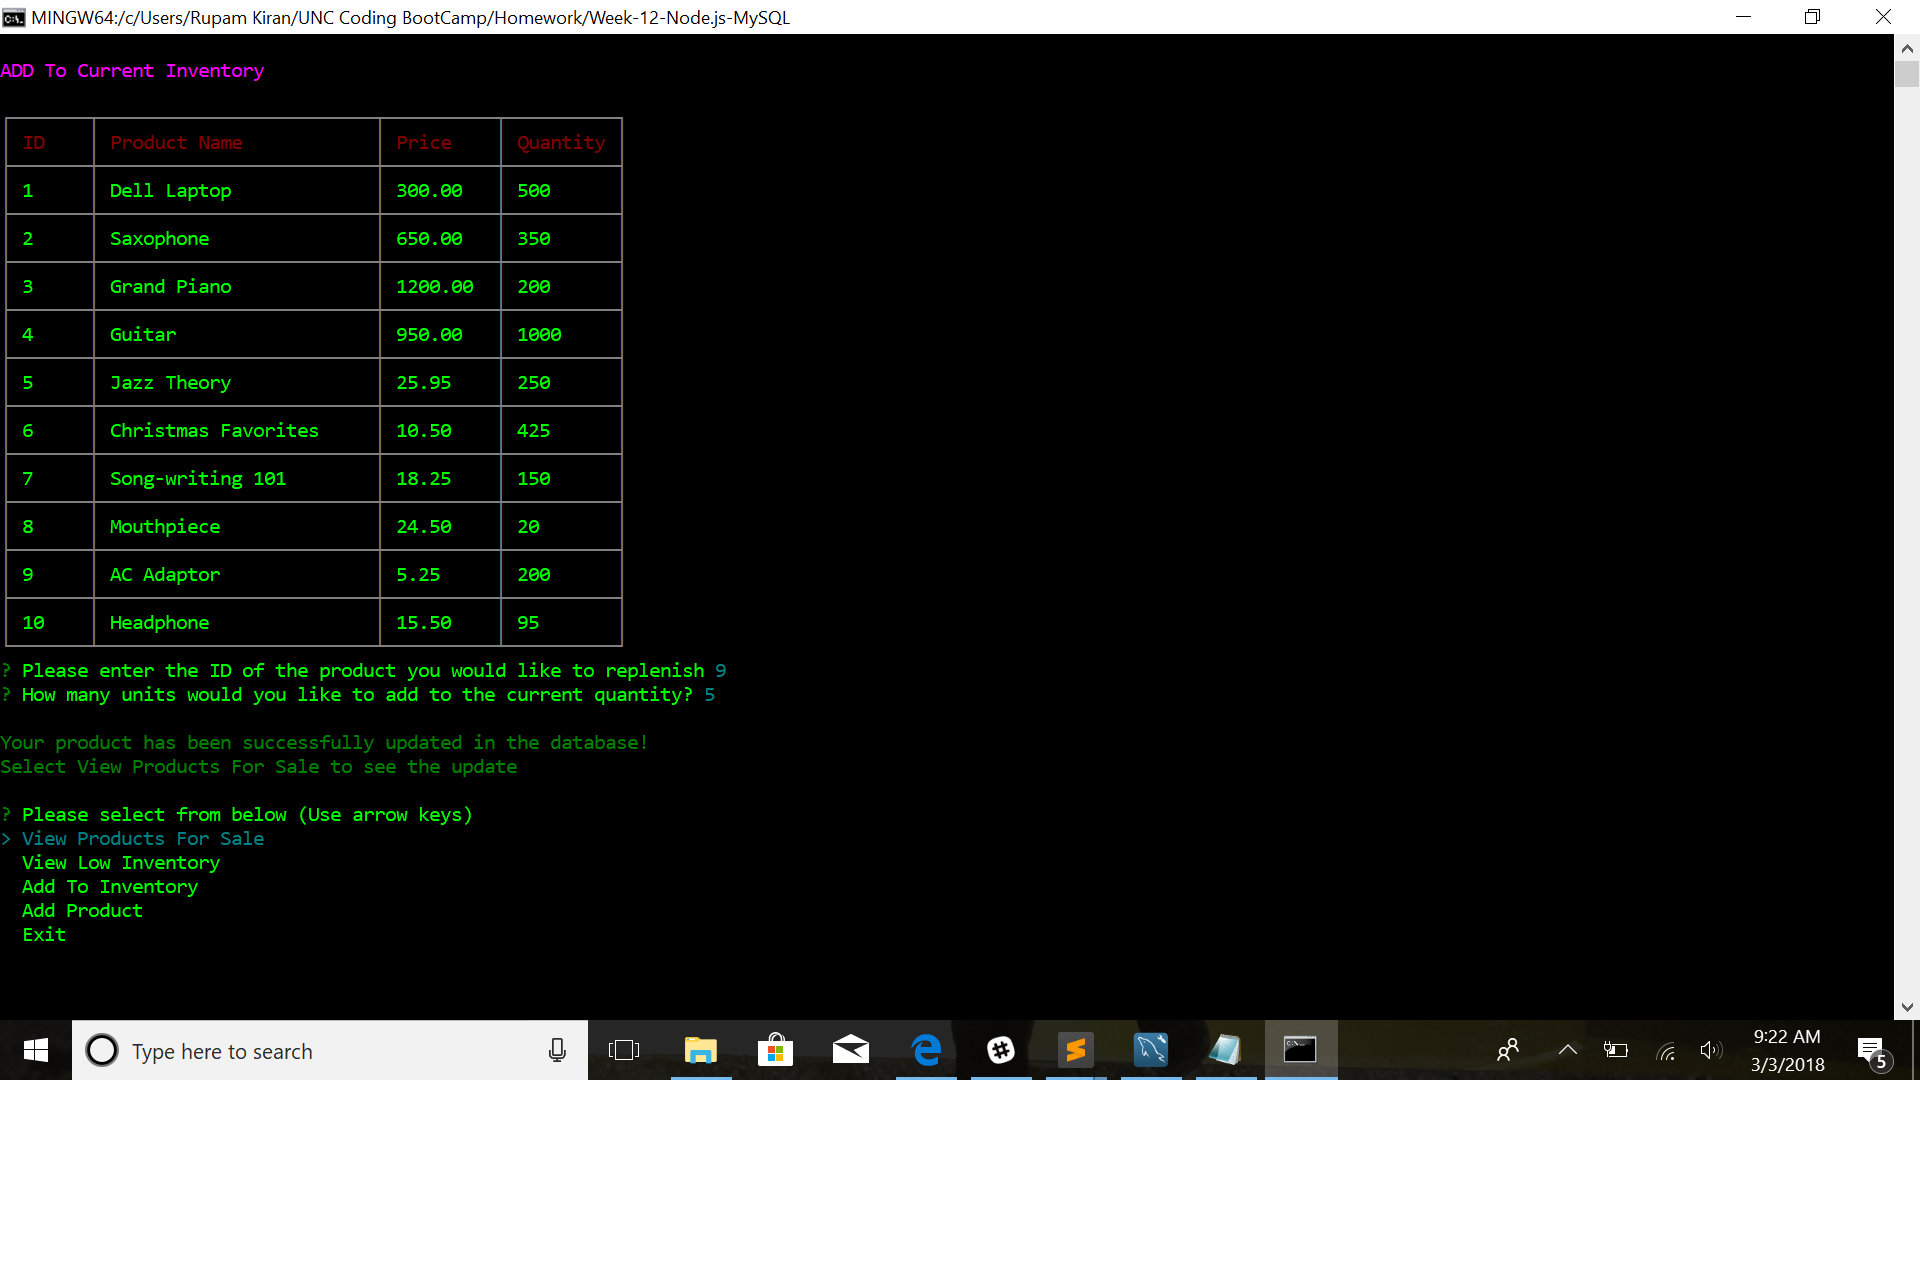 MINGW64:/c/Users/Rupam Kiran/UNC Coding BootCamp/Homework/Week-12-Node.js-MySQL
ADD To Current Inventory
ID Product Name Price Quantity
1 Dell Laptop 300.00 500
2 Saxophone 650.00 350
3 Grand Piano 1200.00 200
4 Guitar 950.00 1000
5 Jazz Theory 25.95 250
6 Christmas Favorites 10.50 425
7 Song-writing 101 18.25 150
8 Mouthpiece 24.50 20
9 AC Adaptor 5.25 200
10 Headphone 15.50 95
? Please enter the ID of the product you would like to replenish 9
? How many units would you like to add to the current quantity? 5
Your product has been successfully updated in the database!
Select View Products For Sale to see the update
? Please select from below (Use arrow keys)
> View Products For Sale
View Low Inventory
Add To Inventory
Add Product
Exit
Type here to search
9:22 AM
3/3/2018
5